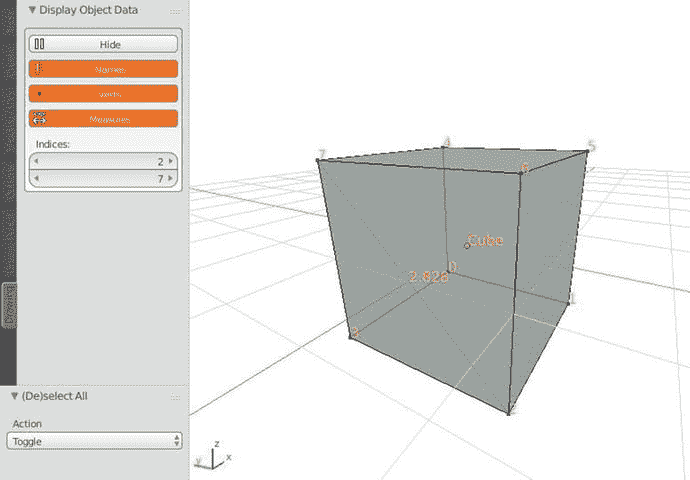 Display Object Data
Hide
Names
Verts
Measures
Indices:
2
7
Drawing
(De)select All
Action
Toggle
7
4
5
6
Cube
2.828
0
1
3
2
z
y
x